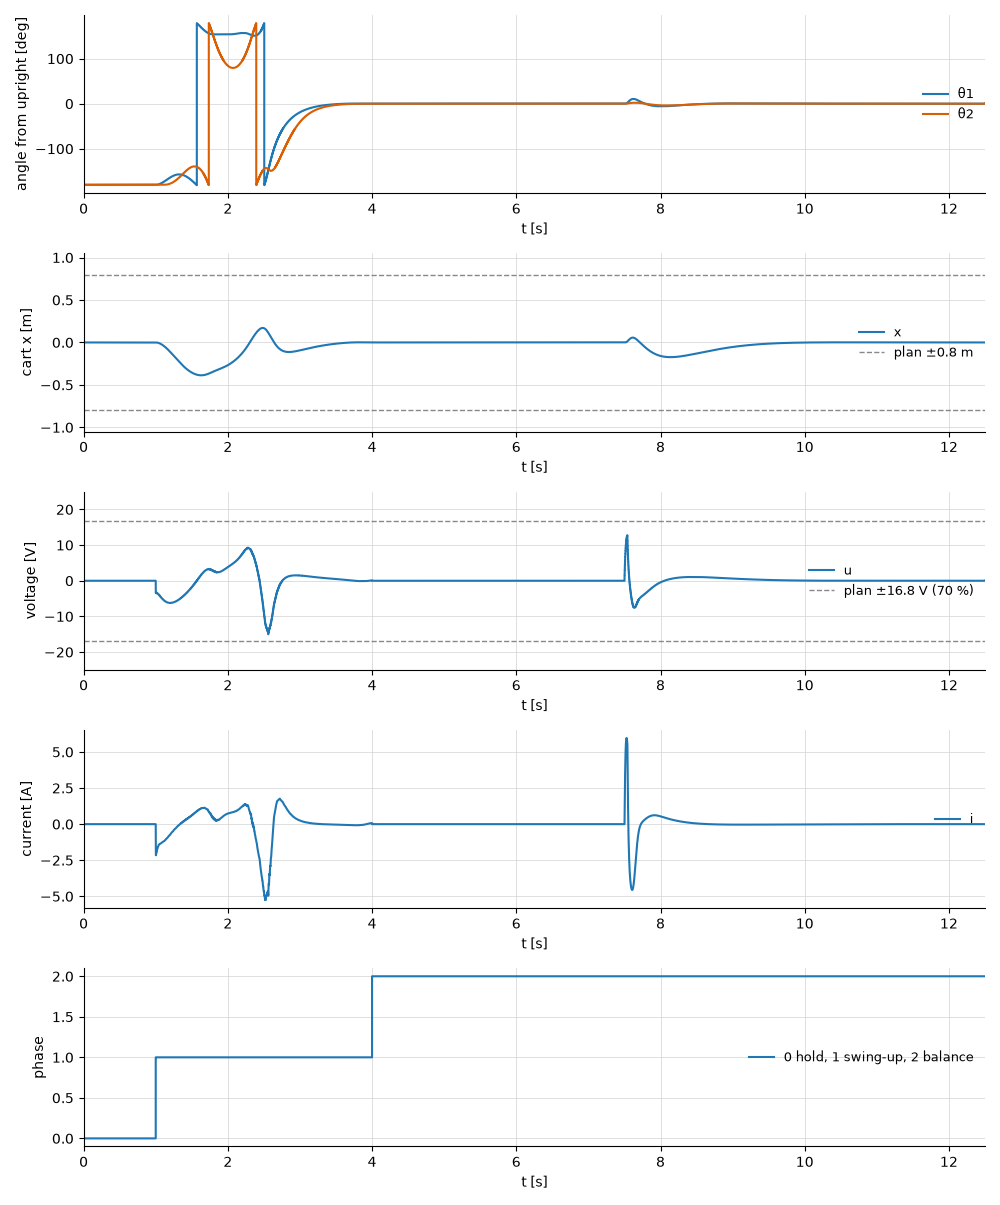 angle from upright [deg]
100
0
−100
θ1
θ2
0 2 4 6 8 10 12
t [s]
cart x [m]
1.0
0.5
0.0
−0.5
−1.0
x
plan ±0.8 m
0 2 4 6 8 10 12
t [s]
voltage [V]
20
10
0
−10
−20
u
plan ±16.8 V (70 %)
0 2 4 6 8 10 12
t [s]
current [A]
5.0
2.5
0.0
−2.5
−5.0
i
0 2 4 6 8 10 12
t [s]
phase
2.0
1.5
1.0
0.5
0.0
0 hold, 1 swing-up, 2 balance
0 2 4 6 8 10 12
t [s]